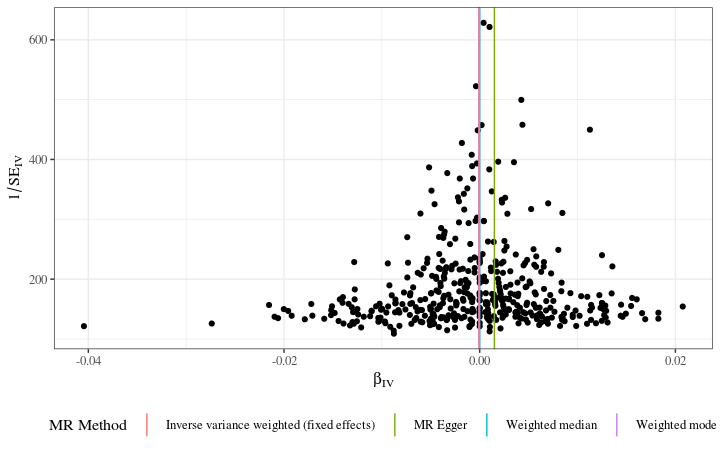 600
400
200
1/SE_IV
-0.04
-0.02
0.00
0.02
β_IV
MR Method
Inverse variance weighted (fixed effects)
MR Egger
Weighted median
Weighted mode